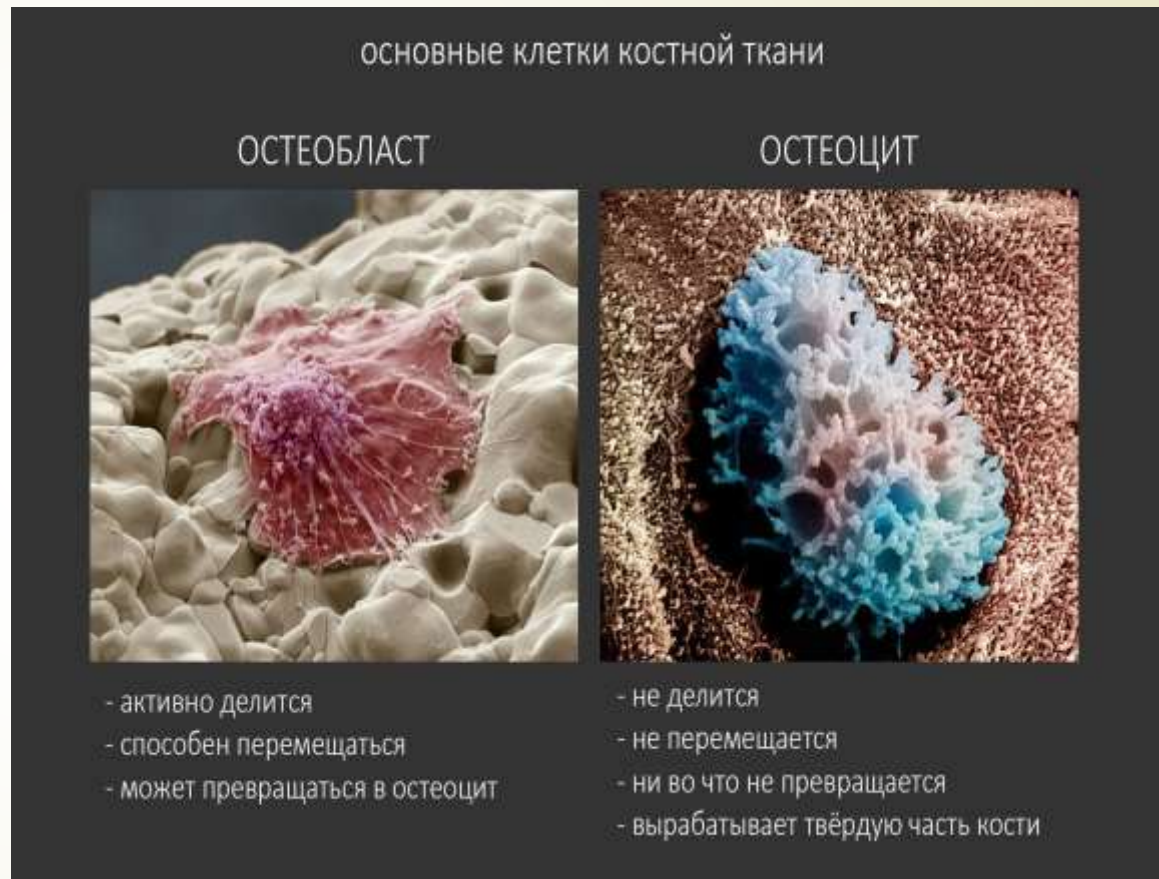 основные клетки костной ткани
ОСТЕОБЛАСТ
- активно делится
- способен перемещаться
- может превращаться в остеоцит
ОСТЕОЦИТ
- не делится
- не перемещается
- ни во что не превращается
- вырабатывает твёрдую часть кости